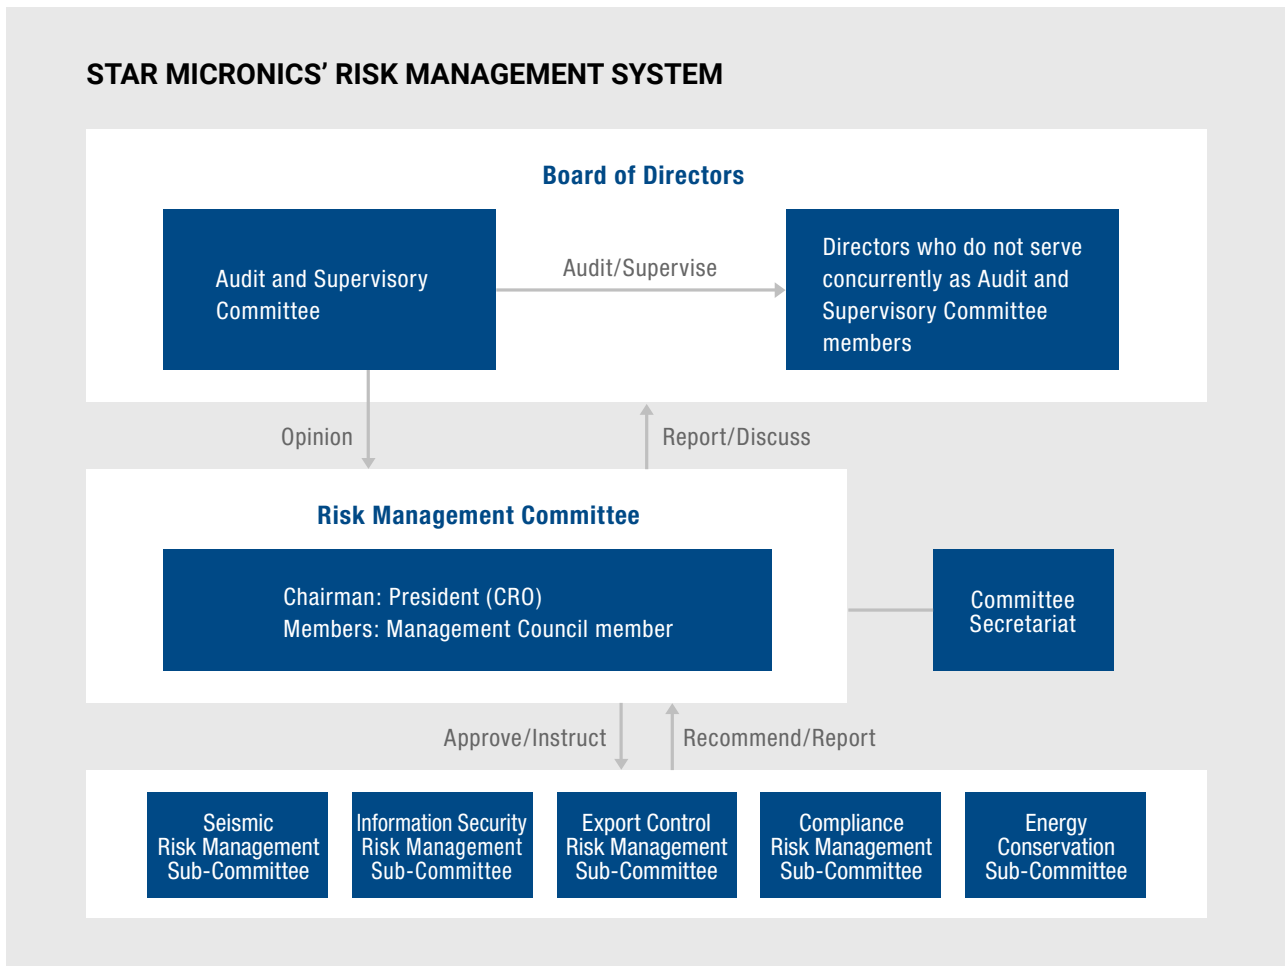 STAR MICRONICS’ RISK MANAGEMENT SYSTEM
Board of Directors
Audit and Supervisory
Committee
Audit/Supervise
Directors who do not serve
concurrently as Audit and
Supervisory Committee
members
Opinion
Report/Discuss
Risk Management Committee
Chairman: President (CRO)
Members: Management Council member
Committee
Secretariat
Approve/Instruct
Recommend/Report
Seismic
Risk Management
Sub-Committee
Information Security
Risk Management
Sub-Committee
Export Control
Risk Management
Sub-Committee
Compliance
Risk Management
Sub-Committee
Energy
Conservation
Sub-Committee